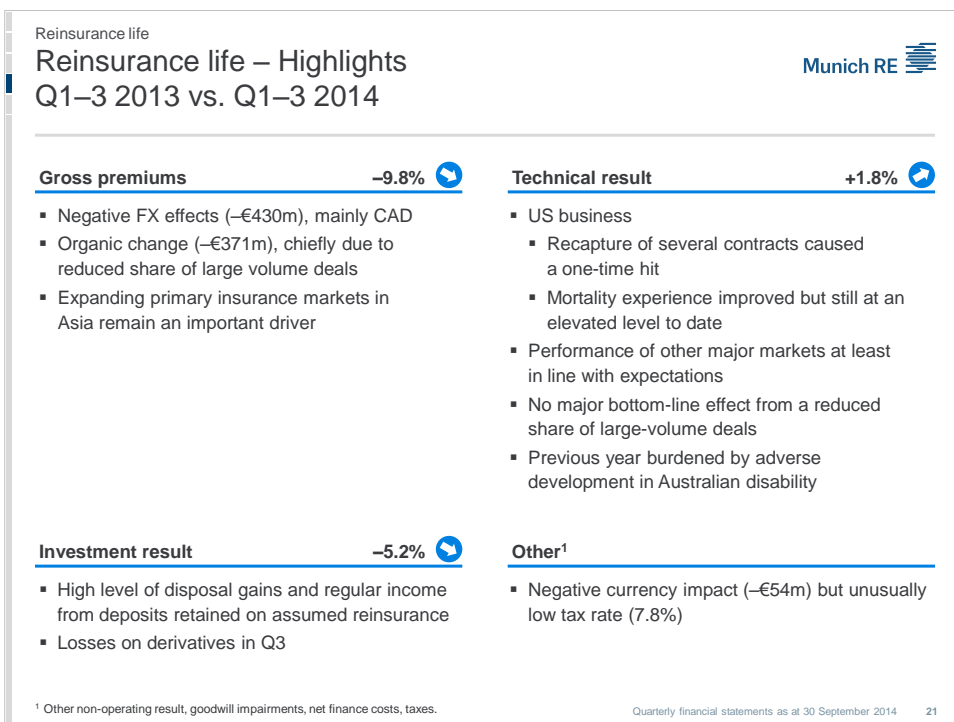 Reinsurance life
Reinsurance life – Highlights
Q1–3 2013 vs. Q1–3 2014
Munich RE
Gross premiums –9.8%
▪ Negative FX effects (–€430m), mainly CAD
▪ Organic change (–€371m), chiefly due to
reduced share of large volume deals
▪ Expanding primary insurance markets in
Asia remain an important driver
Technical result +1.8%
▪ US business
▪ Recapture of several contracts caused
a one-time hit
▪ Mortality experience improved but still at an
elevated level to date
▪ Performance of other major markets at least
in line with expectations
▪ No major bottom-line effect from a reduced
share of large-volume deals
▪ Previous year burdened by adverse
development in Australian disability
Investment result –5.2%
▪ High level of disposal gains and regular income
from deposits retained on assumed reinsurance
▪ Losses on derivatives in Q3
Other¹
▪ Negative currency impact (–€54m) but unusually
low tax rate (7.8%)
¹ Other non-operating result, goodwill impairments, net finance costs, taxes.
Quarterly financial statements as at 30 September 2014 21